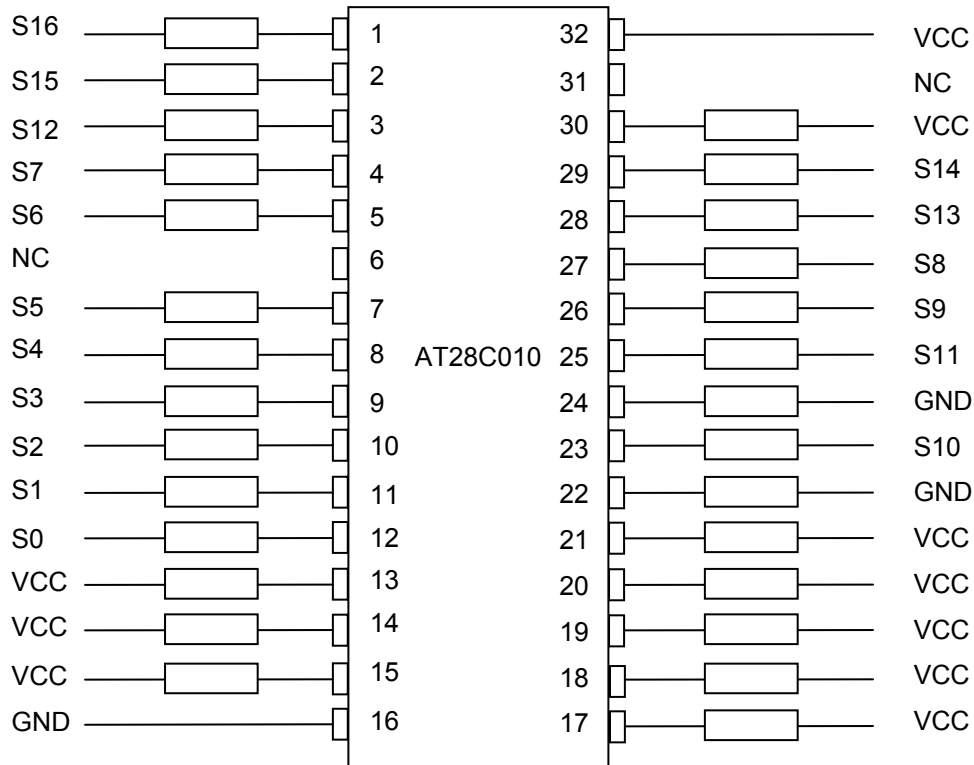 S16 1 32 VCC
S15 2 31 NC
S12 3 30 VCC
S7 4 29 S14
S6 5 28 S13
NC 6 27 S8
S5 7 26 S9
S4 8 AT28C010 25 S11
S3 9 24 GND
S2 10 23 S10
S1 11 22 GND
S0 12 21 VCC
VCC 13 20 VCC
VCC 14 19 VCC
VCC 15 18 VCC
GND 16 17 VCC